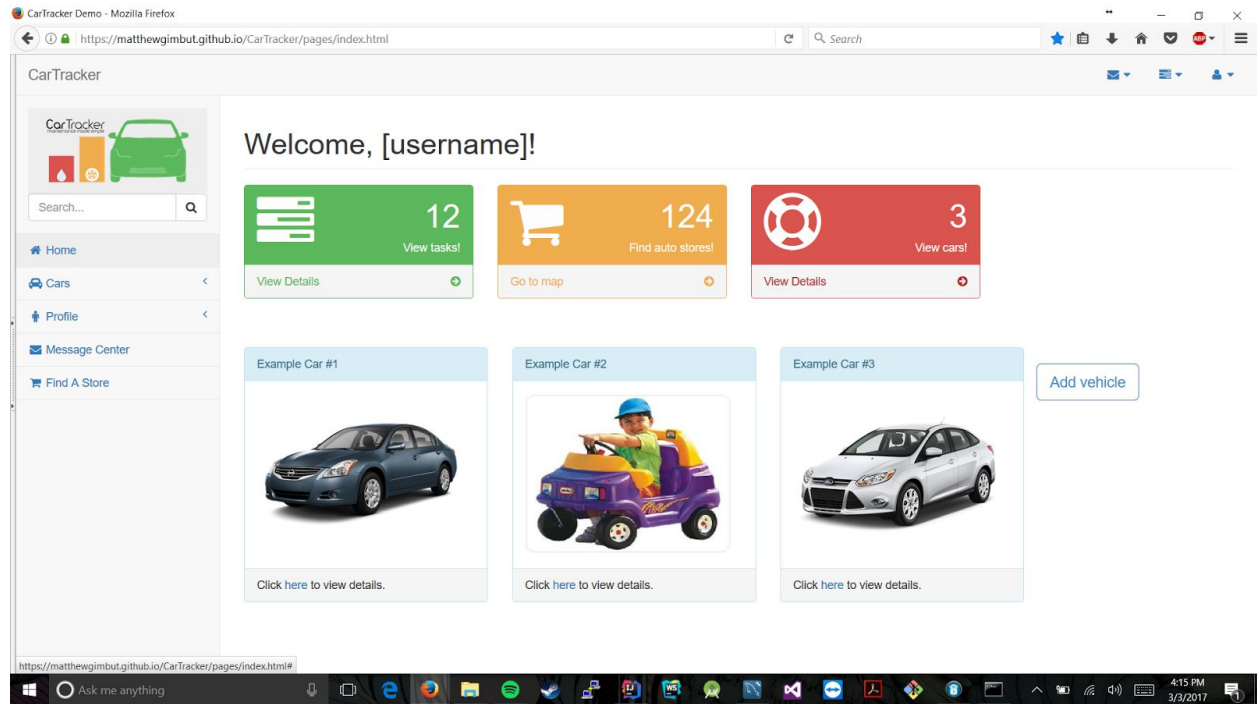 CarTracker Demo - Mozilla Firefox
https://matthewgimbut.github.io/CarTracker/pages/index.html
Search
ABP
CarTracker
CarTracker
maintenance made simple
Search...
Home
Cars
Profile
Message Center
Find A Store
Welcome, [username]!
12
View tasks!
View Details
124
Find auto stores!
Go to map
3
View cars!
View Details
Example Car #1
Click here to view details.
Example Car #2
Click here to view details.
Example Car #3
Click here to view details.
Add vehicle
https://matthewgimbut.github.io/CarTracker/pages/index.html#
Ask me anything
4:15 PM
3/3/2017